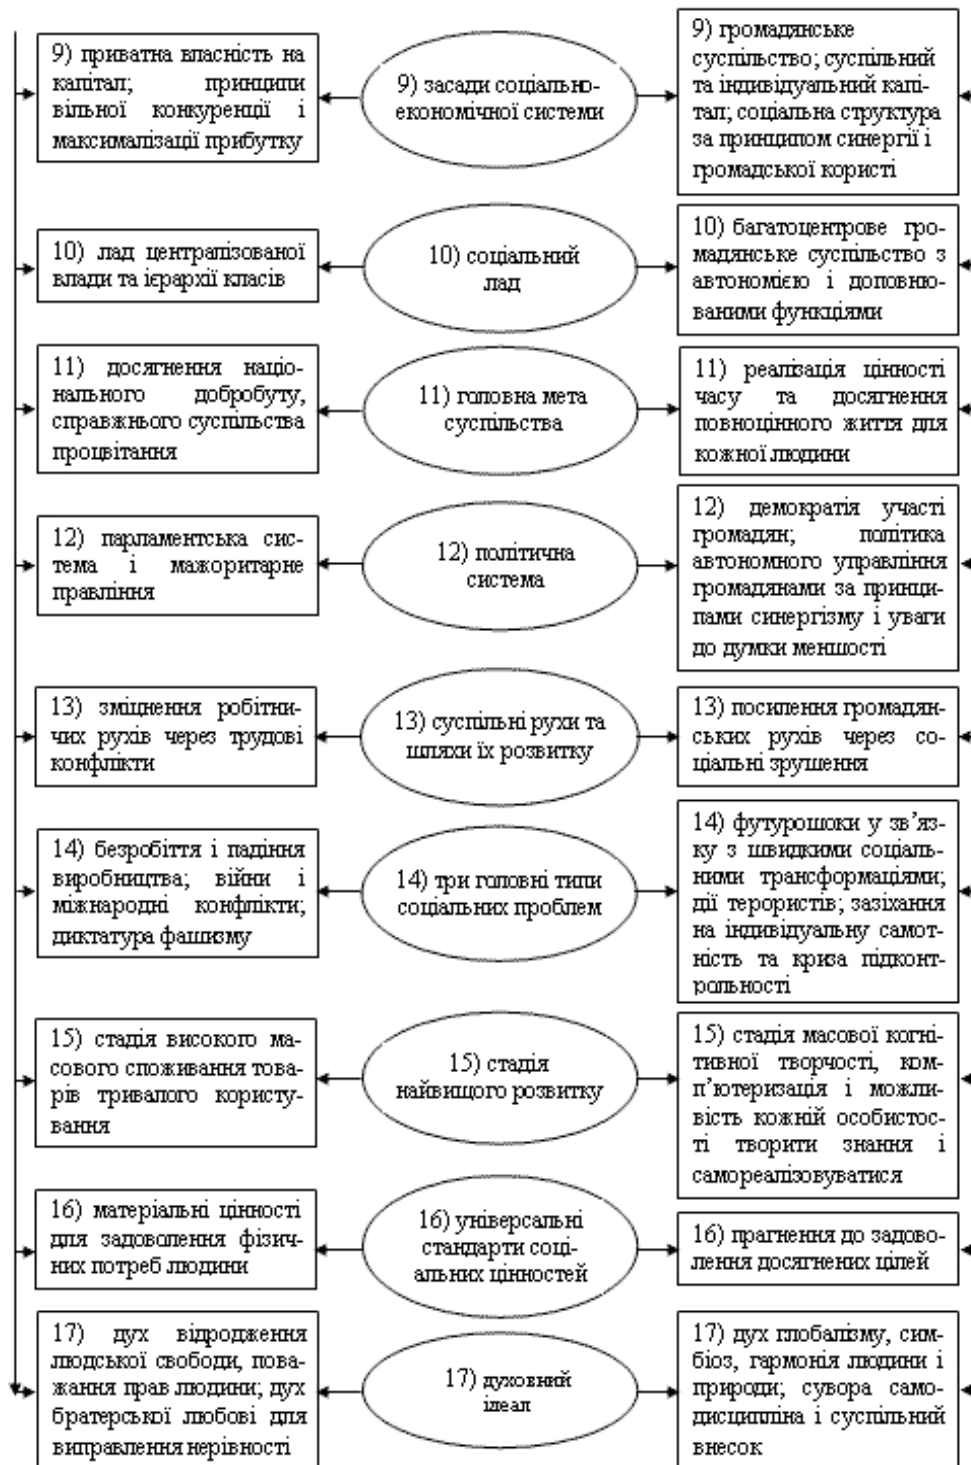 9) приватна власність на
капітал; принципи
вільної конкуренції і
максималізації прибутку
9) засади соціально-
економічної системи
9) громадянське
суспільство; суспільний
та індивідуальний капі-
тал; соціальна структура
за принципом синергії і
громадської користі
10) лад централізованої
влади та ієрархії класів
10) соціальний
лад
10) багатоцентрове гро-
мадянське суспільство з
автономією і доповню-
ваними функціями
11) досягнення націо-
нального добробуту,
справжнього суспільства
процвітання
11) головна мета
суспільства
11) реалізація цінності
часу та досягнення
повноцінного життя для
кожної людини
12) парламентська сис-
тема і мажоритарне
правління
12) політична
система
12) демократія участі
громадян; політика
автономного управління
громадянами за принци-
пами синергізму і уваги
до думки меншості
13) зміцнення робітни-
чих рухів через трудові
конфлікти
13) суспільні рухи та
шляхи їх розвитку
13) посилення громадян-
ських рухів через со-
ціальні зрушення
14) безробіття і падіння
виробництва; війни і
міжнародні конфлікти;
диктатура фашизму
14) три головні типи
соціальних проблем
14) футурошоки у зв’яз-
ку з швидкими соціаль-
ними трансформаціями;
дії терористів; зазіхання
на індивідуальну самот-
ність та криза підконт-
рольності
15) стадія високого ма-
сового споживання това-
рів тривалого користу-
вання
15) стадія
найвищого розвитку
15) стадія масової когні-
тивної творчості, ком-
п’ютеризація і можли-
вість кожній особистос-
ті творити знання і
самореалізовуватися
16) матеріальні цінності
для задоволення фізич-
них потреб людини
16) універсальні
стандарти соці-
альних цінностей
16) прагнення до задово-
лення досягнених цілей
17) дух відродження
людської свободи, пова-
жання прав людини; дух
братерської любові для
виправлення нерівності
17) духовний
ідеал
17) дух глобалізму, сим-
біоз, гармонія людини і
природи; сувора само-
дисципліна і суспільний
внесок